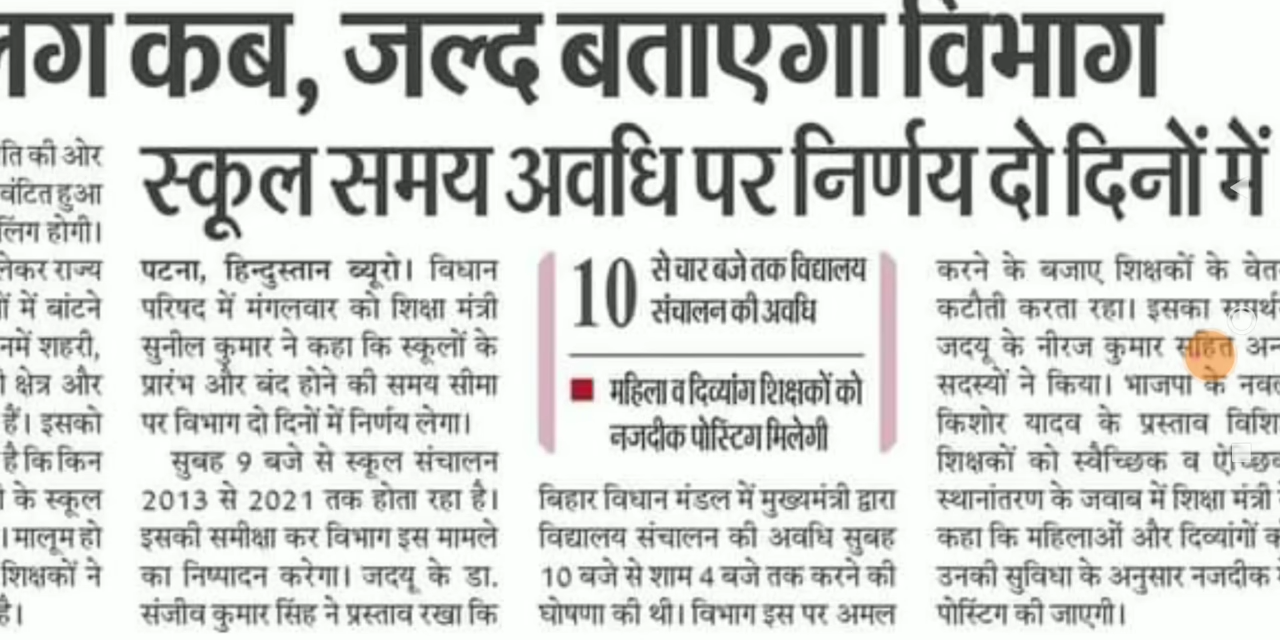 कब, जल्द बताएगा विभाग
की ओर
हुआ
होगी।
राज्य
में बांटने
शहरी,
क्षेत्र और
हैं। इसको
है कि किन
के स्कूल
। मालूम हो
शिक्षकों ने
है।
स्कूल समय अवधि पर निर्णय दो दिनों में
पटना, हिन्दुस्तान ब्यूरो। विधान
परिषद में मंगलवार को शिक्षा मंत्री
सुनील कुमार ने कहा कि स्कूलों के
प्रारंभ और बंद होने की समय सीमा
पर विभाग दो दिनों में निर्णय लेगा।
सुबह 9 बजे से स्कूल संचालन
2013 से 2021 तक होता रहा है।
इसकी समीक्षा कर विभाग इस मामले
का निष्पादन करेगा। जदयू के डा.
संजीव कुमार सिंह ने प्रस्ताव रखा कि
10 से चार बजे तक विद्यालय
संचालन की अवधि
महिला व दिव्यांग शिक्षकों को
नजदीक पोस्टिंग मिलेगी
बिहार विधान मंडल में मुख्यमंत्री द्वारा
विद्यालय संचालन की अवधि सुबह
10 बजे से शाम 4 बजे तक करने की
घोषणा की थी। विभाग इस पर अमल
करने के बजाए शिक्षकों के
कटौती करता रहा। इसका
जदयू के नीरज कुमार सहित
सदस्यों ने किया। भाजपा के
किशोर यादव के प्रस्ताव
शिक्षकों को स्वैच्छिक व
स्थानांतरण के जवाब में शिक्षा मंत्री
कहा कि महिलाओं और दिव्यांगों
उनकी सुविधा के अनुसार नजदीक
पोस्टिंग की जाएगी।